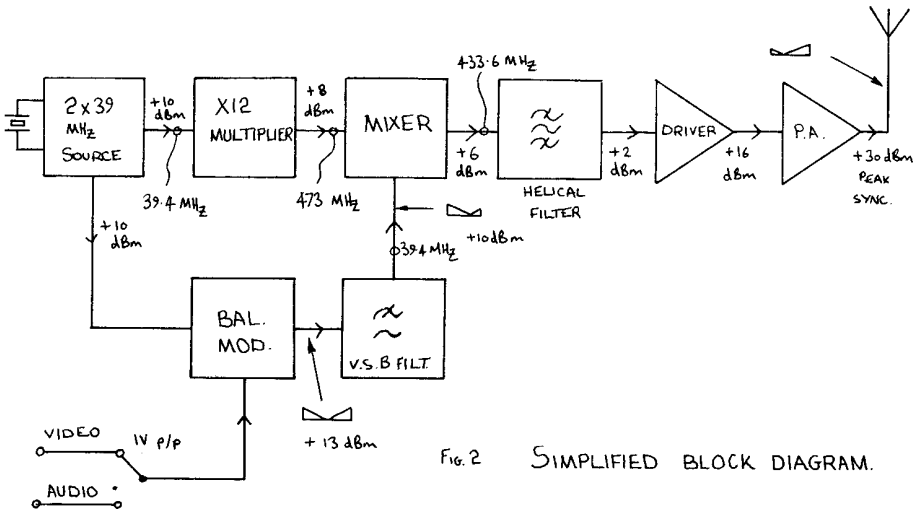 2 x 39
MHz
SOURCE
+10
dBm
39.4 MHz
X12
MULTIPLIER
+8
dBm
473 MHz
MIXER
433.6 MHz
+6
dBm
HELICAL
FILTER
+2
dBm
DRIVER
+16
dBm
P.A.
+30 dBm
PEAK
SYNC.
+10
dBm
+10dBm
39.4 MHz
BAL.
MOD.
V.S.B FILT.
+ 13 dBm
VIDEO
1V P/P
AUDIO
FIG. 2 SIMPLIFIED BLOCK DIAGRAM.